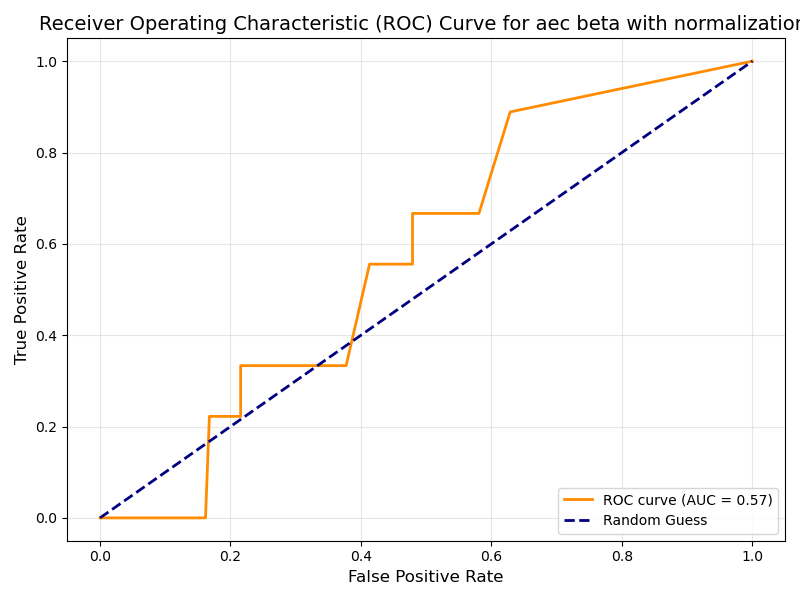 Receiver Operating Characteristic (ROC) Curve for aec beta with normalization
1.0
0.8
0.6
0.4
0.2
0.0
True Positive Rate
0.0 0.2 0.4 0.6 0.8 1.0
False Positive Rate
ROC curve (AUC = 0.57)
Random Guess